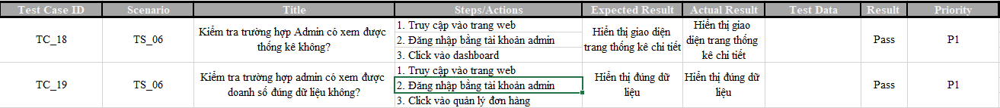 Test Case ID Scenario Title Steps/Actions Expected Result Actual Result Test Data Result Priority
TC_18
TS_06
Kiểm tra trường hợp Admin có xem được
thống kê không?
1. Truy cập vào trang web
2. Đăng nhập bằng tài khoản admin
3. Click vào dashboard
Hiển thị giao diện
trang thống kê chi tiết
Hiển thị giao
diện trang thống
kê chi tiết
Pass
P1
TC_19
TS_06
Kiểm tra trường hợp admin có xem được
doanh số đúng dữ liệu không?
1. Truy cập vào trang web
2. Đăng nhập bằng tài khoản admin
3. Click vào quản lý đơn hàng
Hiển thị đúng dữ
liệu
Hiển thị đúng dữ
liệu
Pass
P1